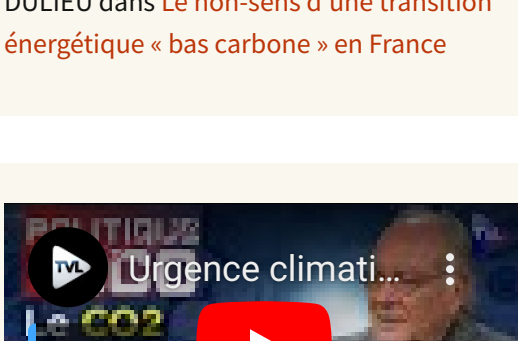 DULIEU dans Le non-sens d'une transition
énergétique « bas carbone » en France
POLITIQUE
TVL
Urgence climati...
Le CO2